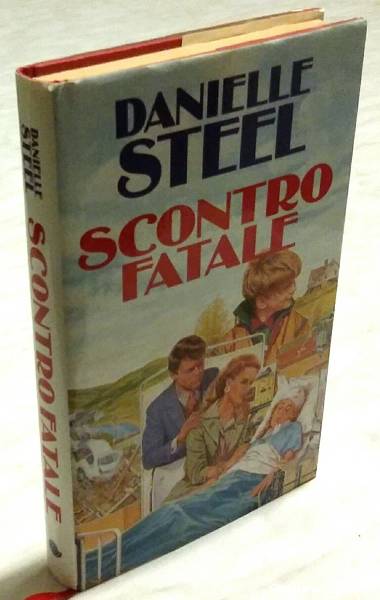 DANIELLE
STEEL
SCONTRO
FATALE
DANIELLE
STEEL
SCONTRO FATALE